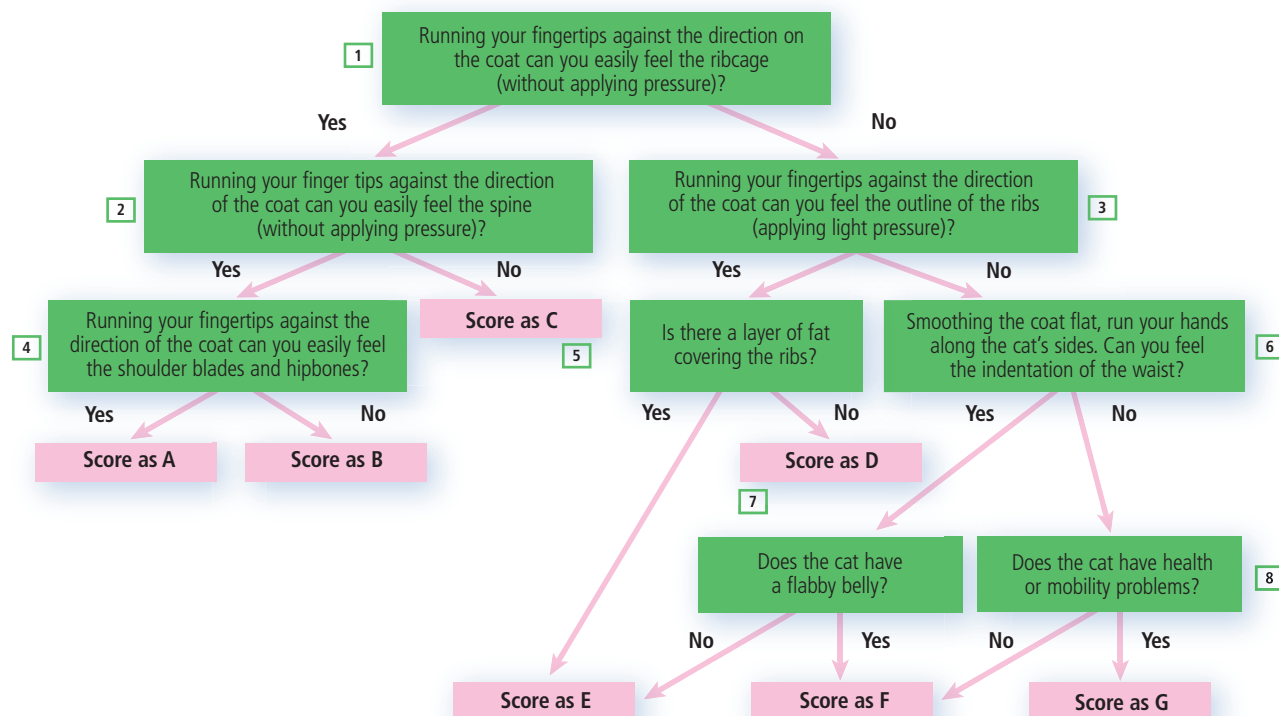 1
Running your fingertips against the direction on
the coat can you easily feel the ribcage
(without applying pressure)?
Yes
No
2
Running your finger tips against the direction
of the coat can you easily feel the spine
(without applying pressure)?
Running your fingertips against the direction
of the coat can you feel the outline of the ribs
(applying light pressure)?
3
Yes
No
Yes
No
4
Running your fingertips against the
direction of the coat can you easily feel
the shoulder blades and hipbones?
Score as C
5
Is there a layer of fat
covering the ribs?
Smoothing the coat flat, run your hands
along the cat's sides. Can you feel
the indentation of the waist?
6
Yes
No
Yes
No
Yes
No
Score as A
Score as B
Score as D
7
Does the cat have
a flabby belly?
Does the cat have health
or mobility problems?
8
No
Yes
No
Yes
Score as E
Score as F
Score as G